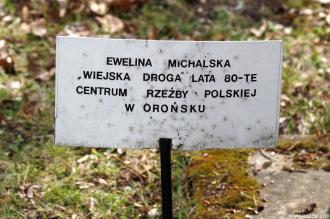 EWELINA MICHALSKA
„WIEJSKA DROGA LATA 80-TE
CENTRUM RZEŹBY POLSKIEJ
W OROŃSKU